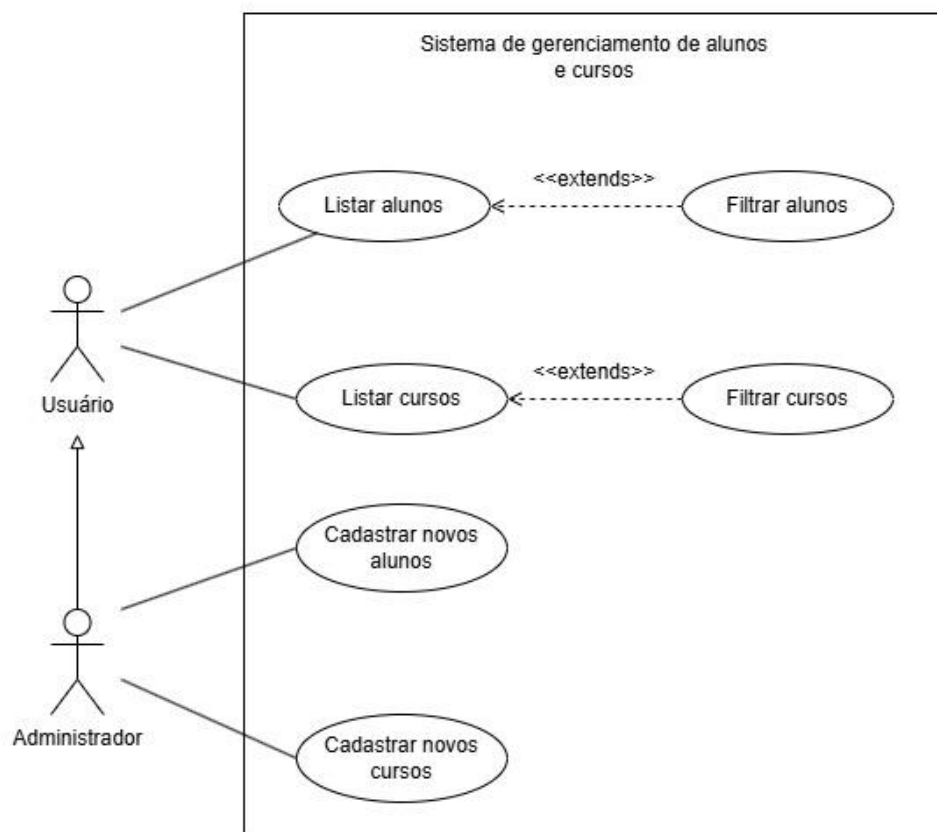 Sistema de gerenciamento de alunos
e cursos
<<extends>>
Listar alunos
Filtrar alunos
<<extends>>
Usuário
Listar cursos
Filtrar cursos
Cadastrar novos
alunos
Administrador
Cadastrar novos
cursos